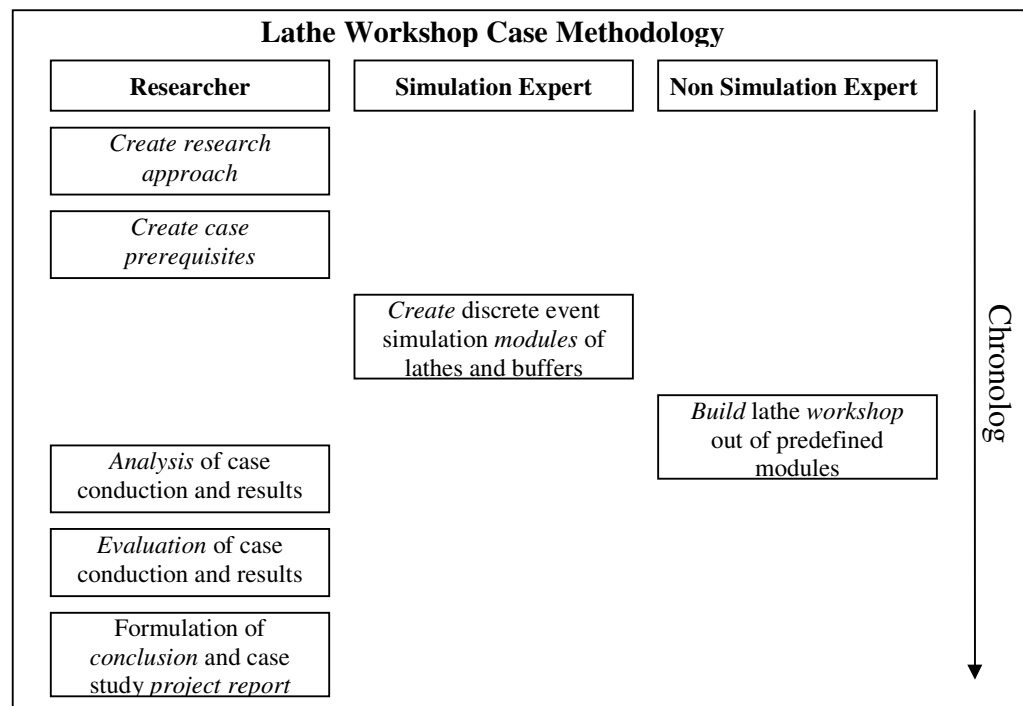 Lathe Workshop Case Methodology
Researcher
Simulation Expert
Non Simulation Expert
Create research
approach
Create case
prerequisites
Create discrete event
simulation modules of
lathes and buffers
Build lathe workshop
out of predefined
modules
Analysis of case
conduction and results
Evaluation of case
conduction and results
Formulation of
conclusion and case
study project report
Chronolog